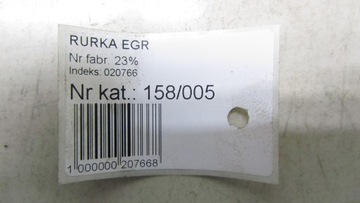 RURKA EGR
Nr fabr. 23%
Indeks: 020766
Nr kat.: 158/005
1 000000 207668